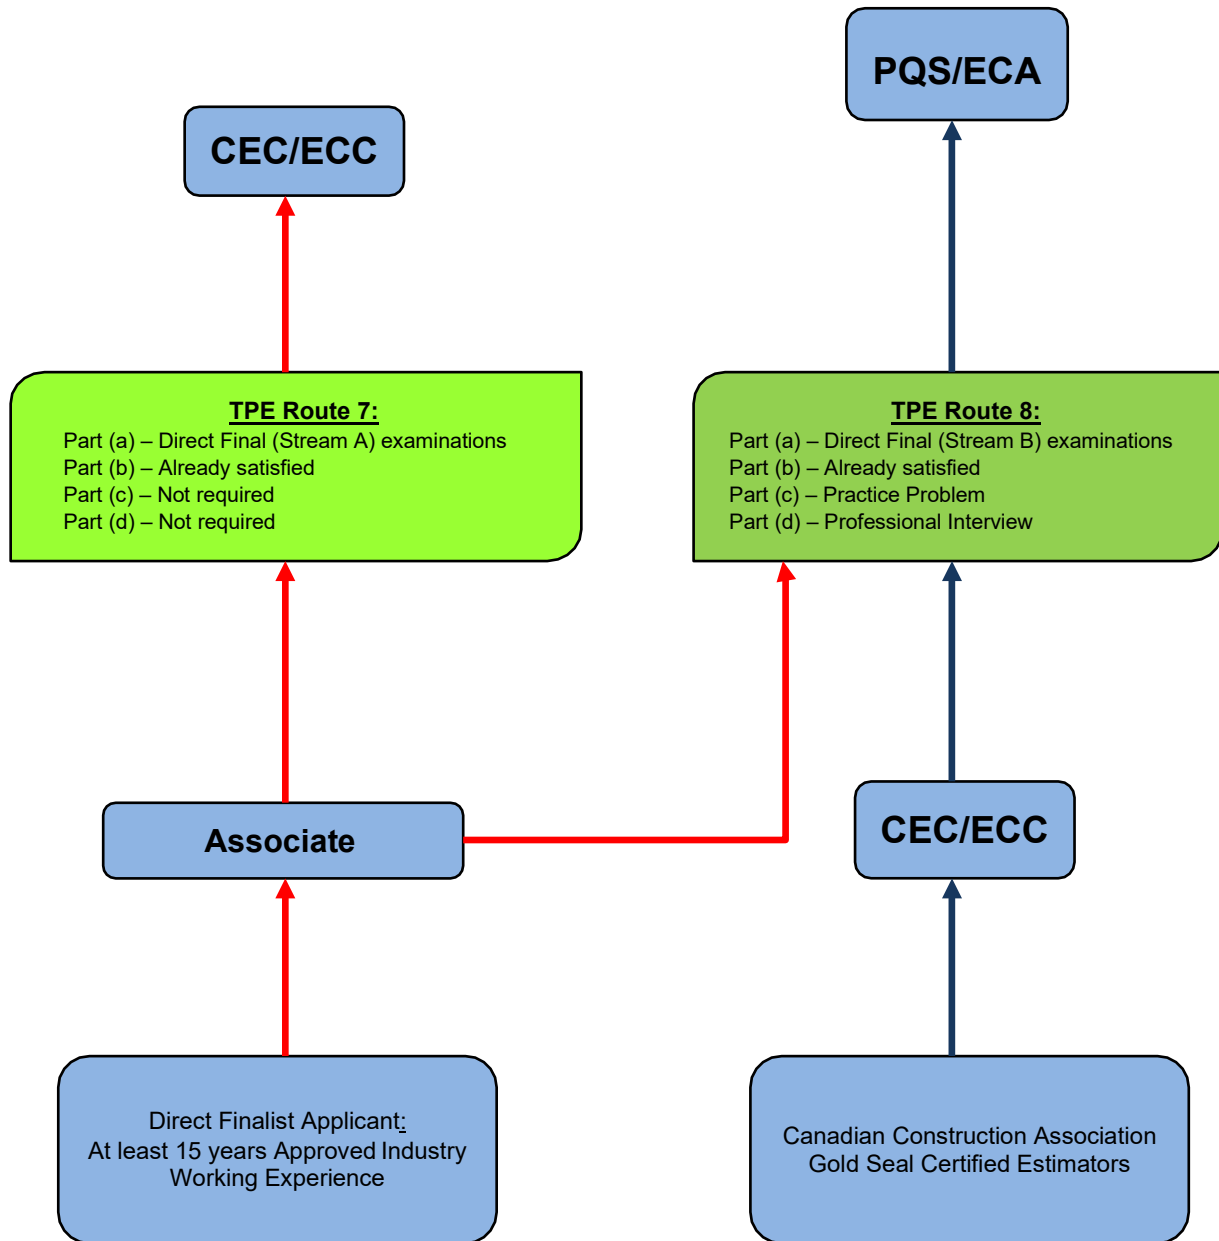 PQS/ECA
CEC/ECC
TPE Route 7:
Part (a) – Direct Final (Stream A) examinations
Part (b) – Already satisfied
Part (c) – Not required
Part (d) – Not required
TPE Route 8:
Part (a) – Direct Final (Stream B) examinations
Part (b) – Already satisfied
Part (c) – Practice Problem
Part (d) – Professional Interview
Associate
CEC/ECC
Direct Finalist Applicant:
At least 15 years Approved Industry
Working Experience
Canadian Construction Association
Gold Seal Certified Estimators